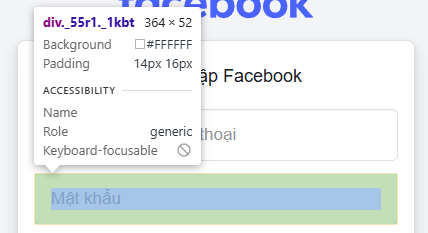 facebook
div._55r1._1kbt 364 × 52
Background #FFFFFF
Padding 14px 16px
ACCESSIBILITY
Name
Role generic
Keyboard-focusable
ập Facebook
thoại
Mật khẩu